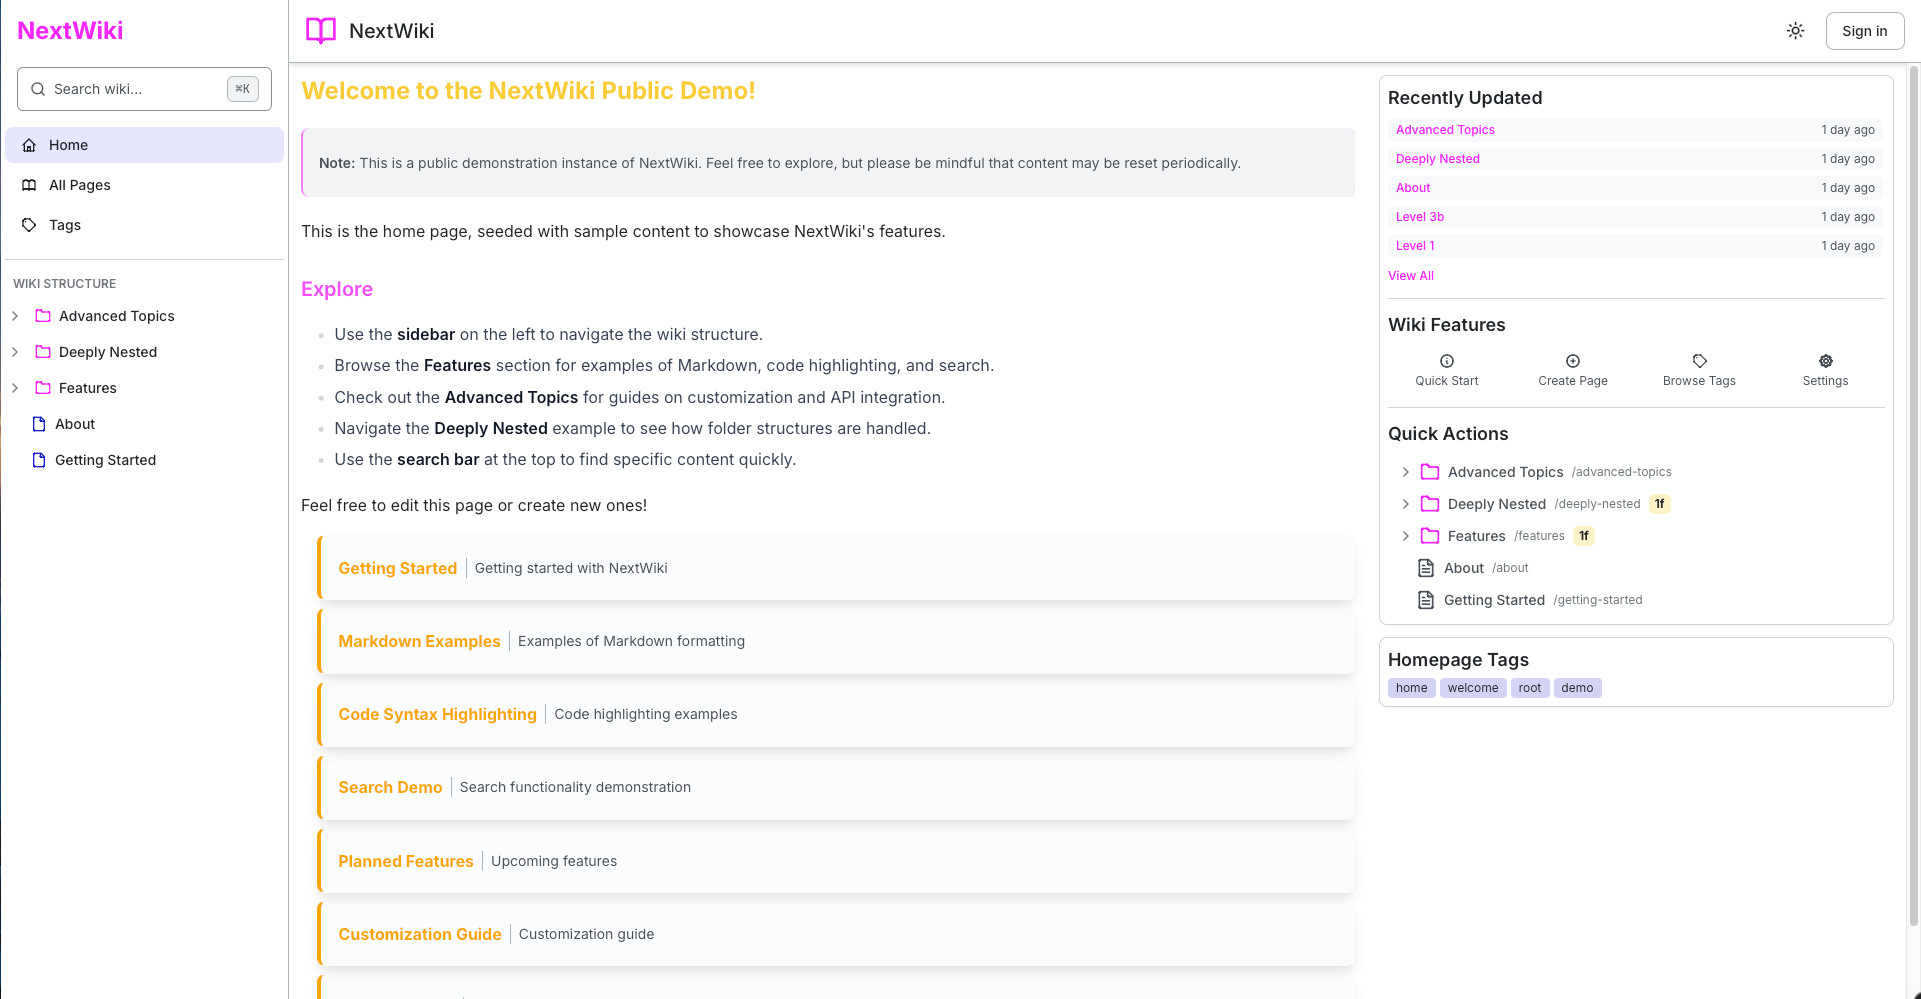 NextWiki
Search wiki...
⌘K
Home
All Pages
Tags
WIKI STRUCTURE
Advanced Topics
Deeply Nested
Features
About
Getting Started
NextWiki
Sign in
Welcome to the NextWiki Public Demo!
Note: This is a public demonstration instance of NextWiki. Feel free to explore, but please be mindful that content may be reset periodically.
This is the home page, seeded with sample content to showcase NextWiki's features.
Explore
Use the sidebar on the left to navigate the wiki structure.
Browse the Features section for examples of Markdown, code highlighting, and search.
Check out the Advanced Topics for guides on customization and API integration.
Navigate the Deeply Nested example to see how folder structures are handled.
Use the search bar at the top to find specific content quickly.
Feel free to edit this page or create new ones!
Getting Started Getting started with NextWiki
Markdown Examples Examples of Markdown formatting
Code Syntax Highlighting Code highlighting examples
Search Demo Search functionality demonstration
Planned Features Upcoming features
Customization Guide Customization guide
Recently Updated
Advanced Topics 1 day ago
Deeply Nested 1 day ago
About 1 day ago
Level 3b 1 day ago
Level 1 1 day ago
View All
Wiki Features
Quick Start Create Page Browse Tags Settings
Quick Actions
Advanced Topics /advanced-topics
Deeply Nested /deeply-nested 1f
Features /features 1f
About /about
Getting Started /getting-started
Homepage Tags
home welcome root demo